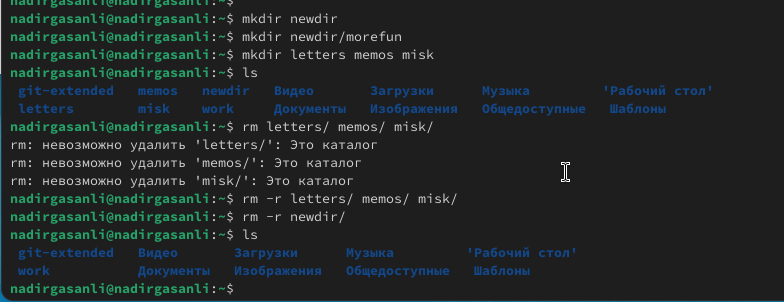 nadirgasanli@nadirgasanli:~$
nadirgasanli@nadirgasanli:~$ mkdir newdir
nadirgasanli@nadirgasanli:~$ mkdir newdir/morefun
nadirgasanli@nadirgasanli:~$ mkdir letters memos misk
nadirgasanli@nadirgasanli:~$ ls
git-extended memos newdir Видео Загрузки Музыка 'Рабочий стол'
letters misk work Документы Изображения Общедоступные Шаблоны
nadirgasanli@nadirgasanli:~$ rm letters/ memos/ misk/
rm: невозможно удалить 'letters/': Это каталог
rm: невозможно удалить 'memos/': Это каталог
rm: невозможно удалить 'misk/': Это каталог
nadirgasanli@nadirgasanli:~$ rm -r letters/ memos/ misk/
nadirgasanli@nadirgasanli:~$ rm -r newdir/
nadirgasanli@nadirgasanli:~$ ls
git-extended Видео Загрузки Музыка 'Рабочий стол'
work Документы Изображения Общедоступные Шаблоны
nadirgasanli@nadirgasanli:~$